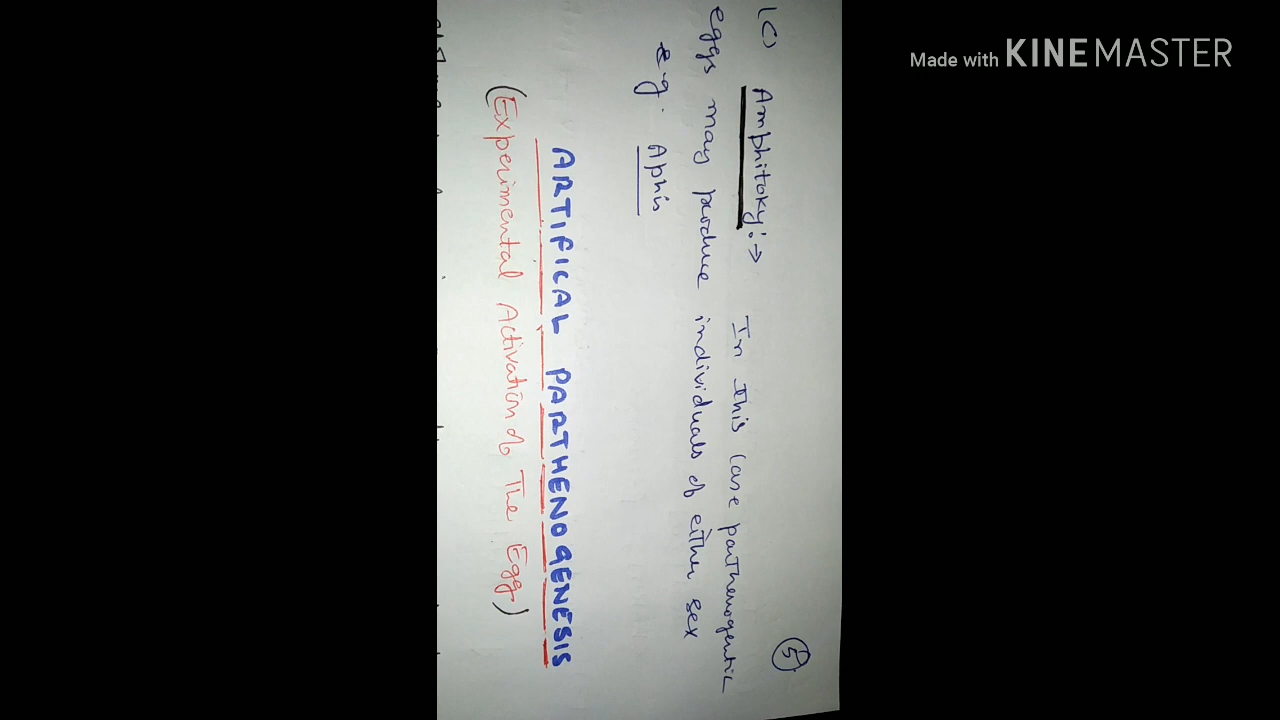 Made with KINEMASTER
5
(C) Amphitoky:→ In this case parthenogentic
eggs may produce individuals of either sex
e.g. Aphis
ARTIFICAL PARTHENOGENESIS
(Experimental Activation of The Egg)